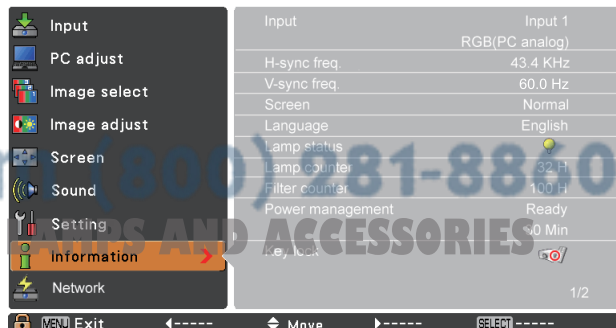 Input
PC adjust
Image select
Image adjust
Screen
Sound
Setting
Information
Network
Input Input 1
RGB(PC analog)
H-sync freq. 43.4 KHz
V-sync freq. 60.0 Hz
Screen Normal
Language English
Lamp status
Lamp counter 32 H
Filter counter 100 H
Power management Ready
Min
Key lock
1/2
(800) 81-8860
LAMPS AND ACCESSORIES
MENU Exit ◀----- Move ▶----- SELECT -----